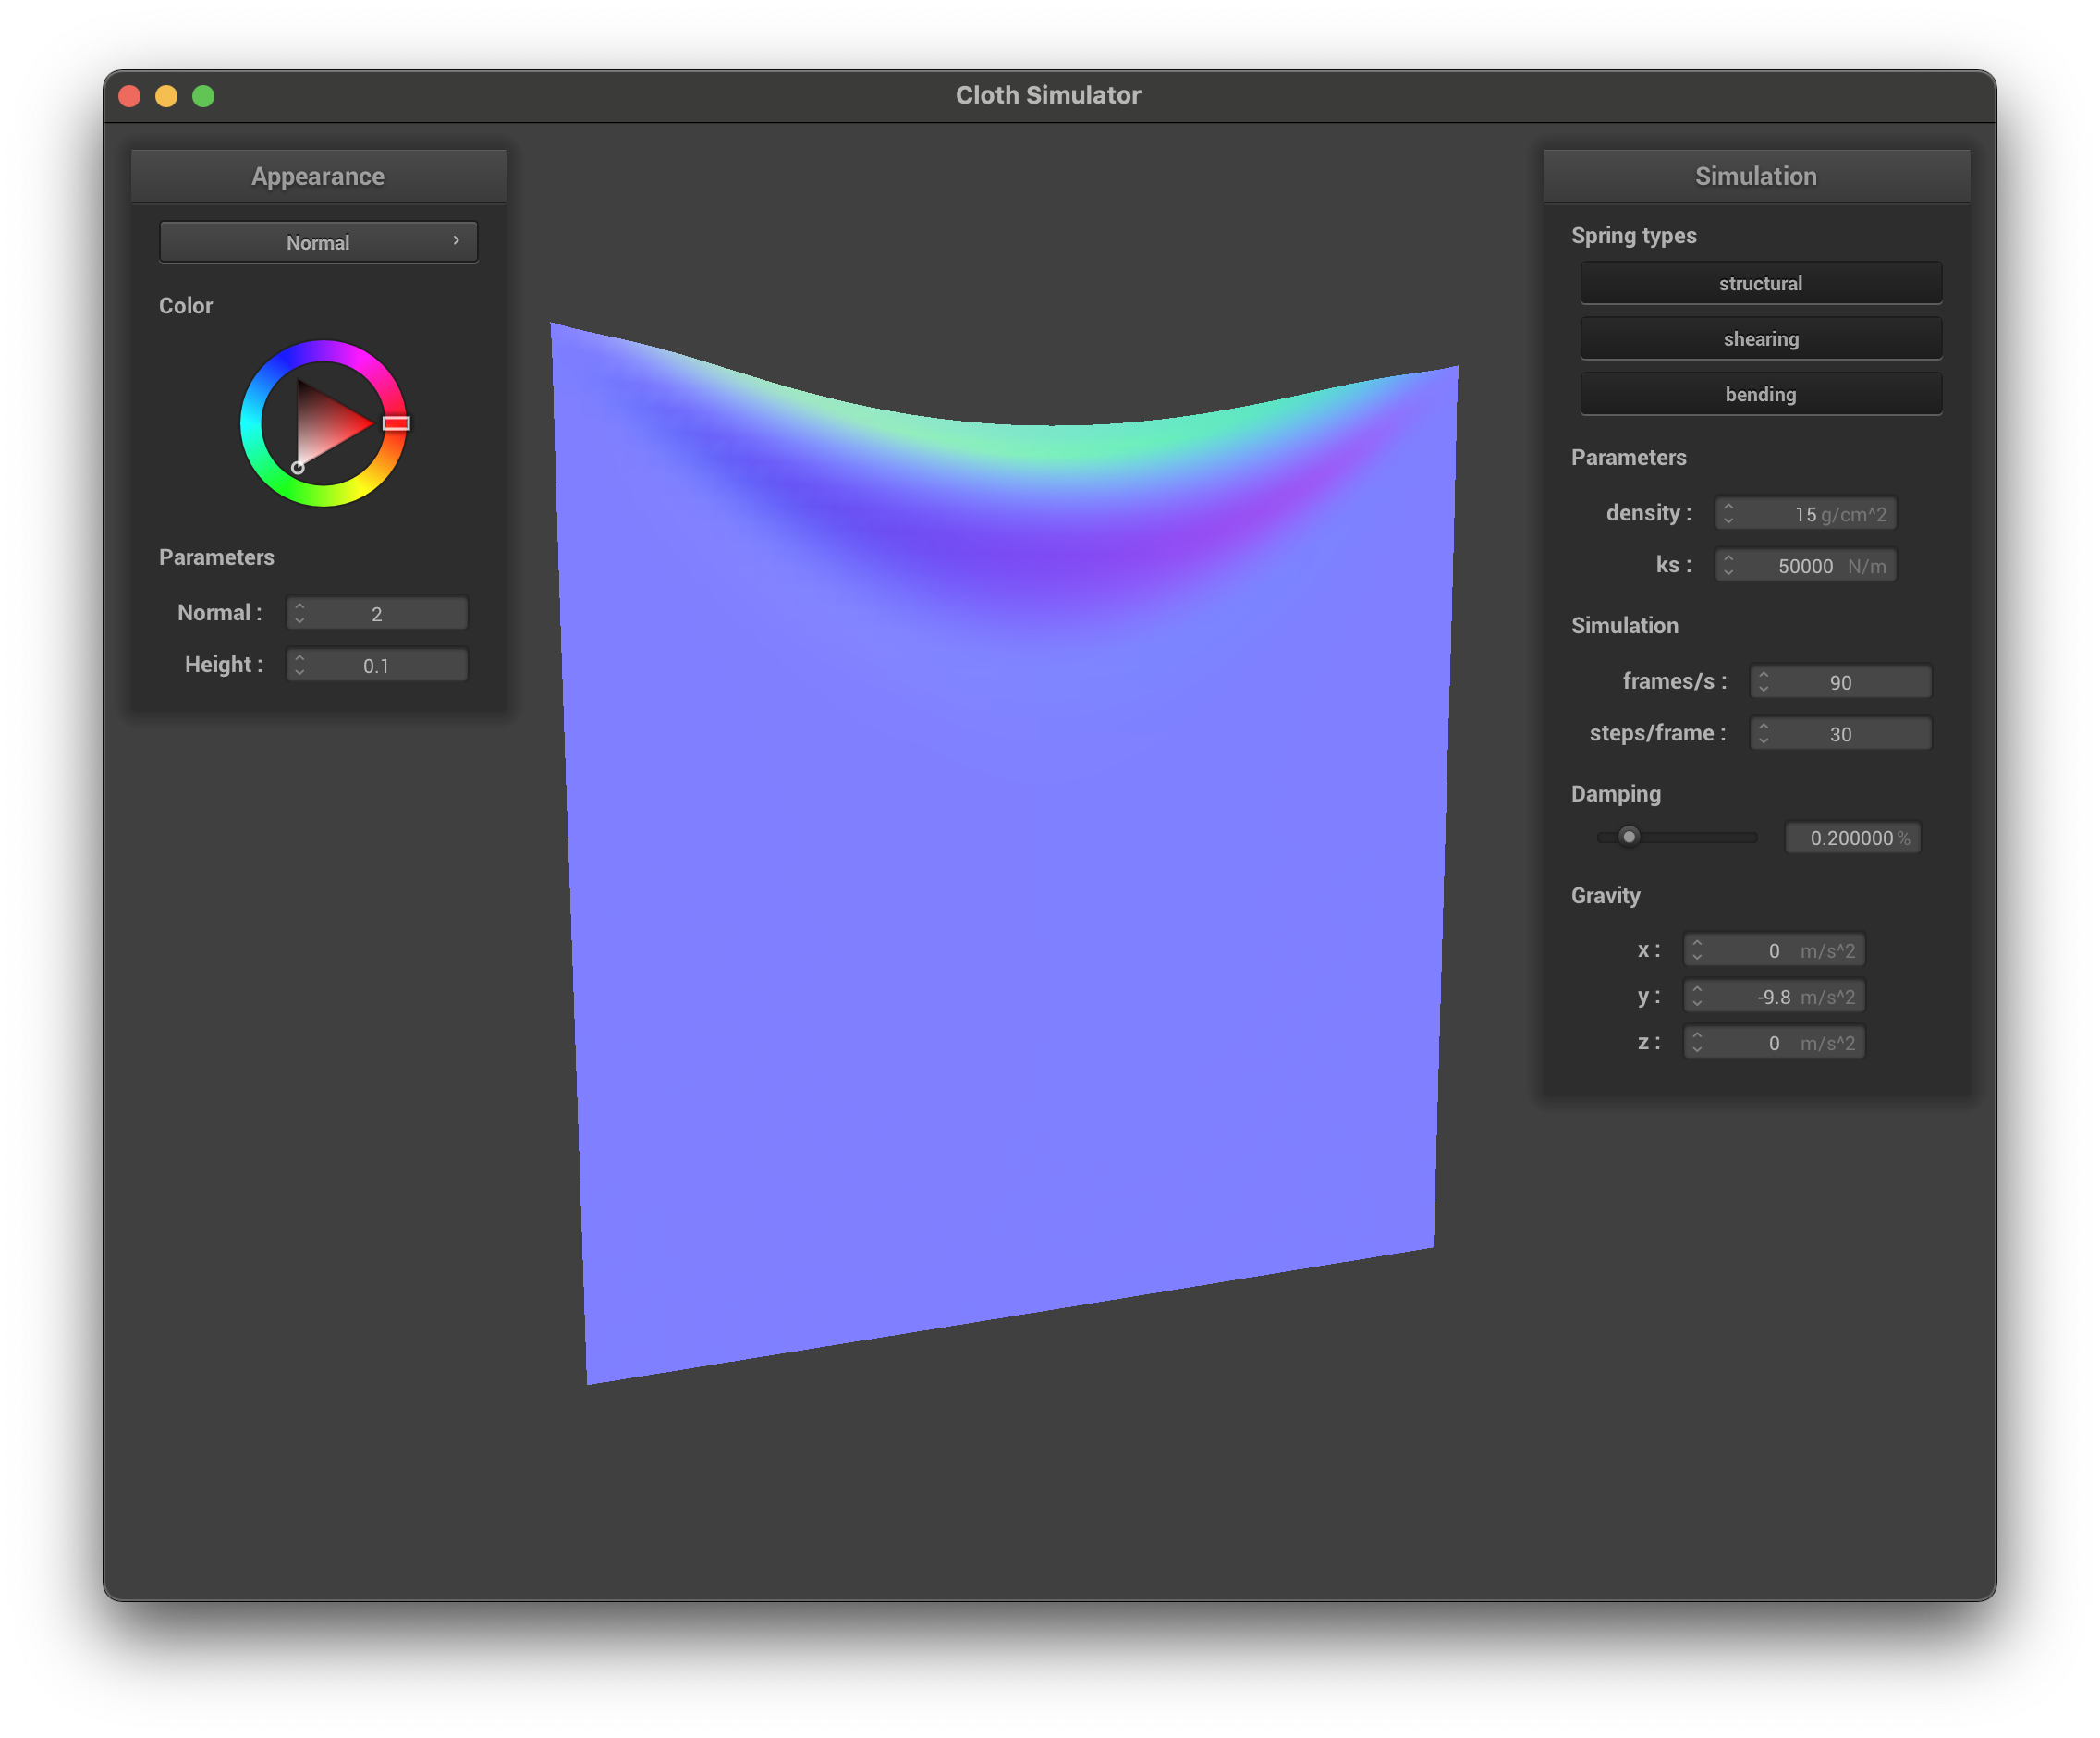 Cloth Simulator
Appearance
Normal
Color
Parameters
Normal : 2
Height : 0.1
Simulation
Spring types
structural
shearing
bending
Parameters
density : 15 g/cm^2
ks : 50000 N/m
Simulation
frames/s : 90
steps/frame : 30
Damping
0.200000 %
Gravity
x : 0 m/s^2
y : -9.8 m/s^2
z : 0 m/s^2